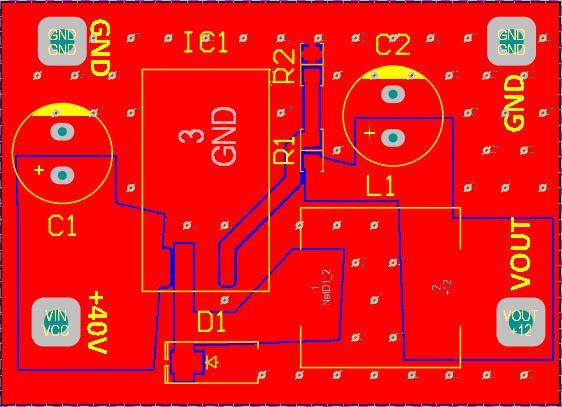 GND
GND
GND
IC1
R2
C2
GND
GND
GND
3
GND
R1
L1
C1
VOUT
+40V
1
NetD1_2
2
+12
VIN
VCC
D1
VOUT
+12